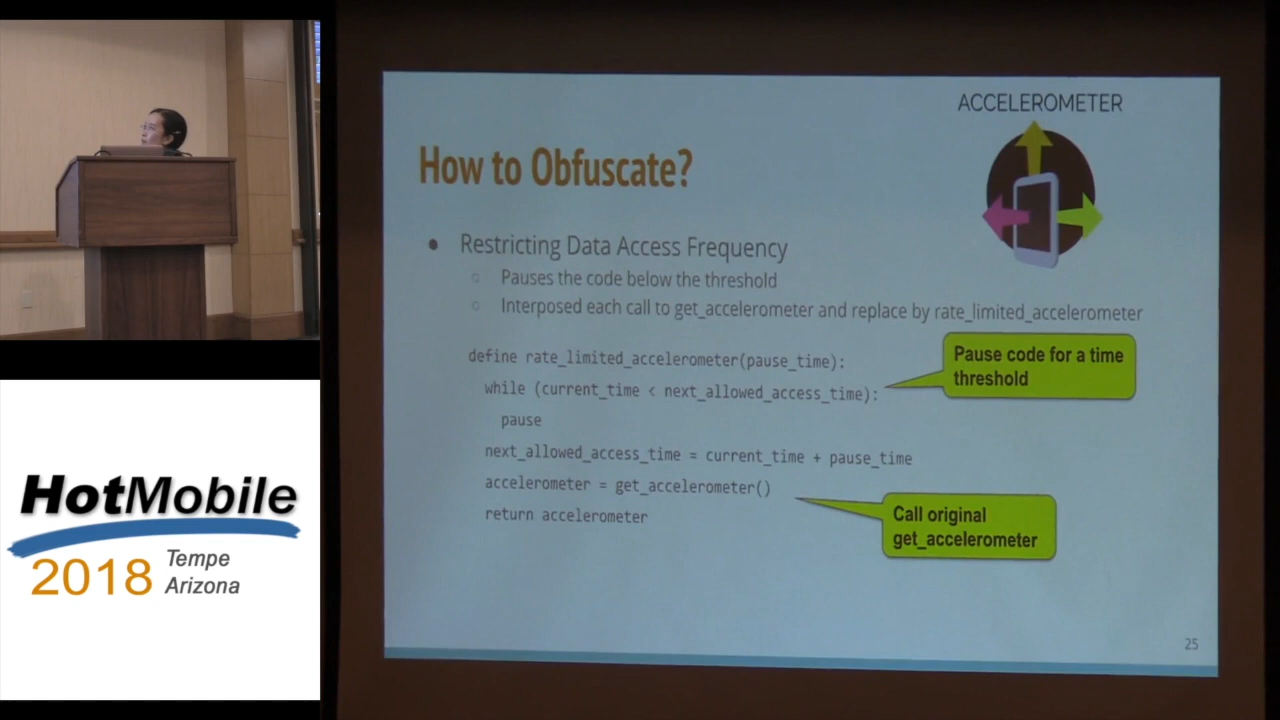 ACCELEROMETER
How to Obfuscate?
● Restricting Data Access Frequency
○ Pauses the code below the threshold
○ Interposed each call to get_accelerometer and replace by rate_limited_accelerometer
define rate_limited_accelerometer(pause_time):
while (current_time < next_allowed_access_time):
pause
next_allowed_access_time = current_time + pause_time
accelerometer = get_accelerometer()
return accelerometer
Pause code for a time
threshold
Call original
get_accelerometer
25
HotMobile
2018 Tempe
Arizona